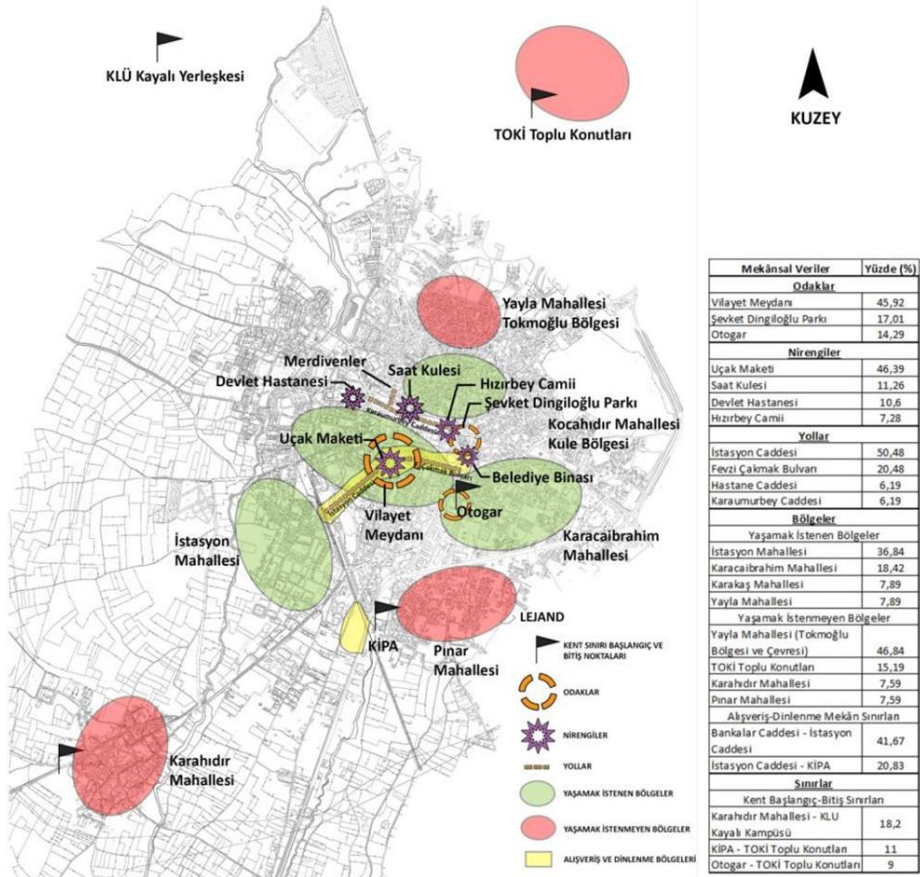 KLÜ Kayalı Yerleşkesi
TOKİ Toplu Konutları
KUZEY
Yayla Mahallesi
Tokmoğlu Bölgesi
Merdivenler
Devlet Hastanesi
Saat Kulesi
Hızırbey Camii
Şevket Dingiloğlu Parkı
Karaumurbey Caddesi
Kocahıdır Mahallesi
Kule Bölgesi
Uçak Maketi
F.Çakmak Bulvarı
Belediye Binası
İstasyon Caddesi
Otogar
Vilayet
Meydanı
İstasyon
Mahallesi
Karacaibrahim
Mahallesi
KİPA
Pınar
Mahallesi
Karahıdır
Mahallesi
LEJAND
KENT SINIRI BAŞLANGIÇ VE
BİTİŞ NOKTALARI
ODAKLAR
NİRENGİLER
YOLLAR
YAŞAMAK İSTENEN BÖLGELER
YAŞAMAK İSTENMEYEN BÖLGELER
ALIŞVERİŞ VE DİNLENME BÖLGELERİ
Mekânsal Veriler Yüzde (%)
Odaklar
Vilayet Meydanı 45,92
Şevket Dingiloğlu Parkı 17,01
Otogar 14,29
Nirengiler
Uçak Maketi 46,39
Saat Kulesi 11,26
Devlet Hastanesi 10,6
Hızırbey Camii 7,28
Yollar
İstasyon Caddesi 50,48
Fevzi Çakmak Bulvarı 20,48
Hastane Caddesi 6,19
Karaumurbey Caddesi 6,19
Bölgeler
Yaşamak İstenen Bölgeler
İstasyon Mahallesi 36,84
Karacaibrahim Mahallesi 18,42
Karakaş Mahallesi 7,89
Yayla Mahallesi 7,89
Yaşamak İstenmeyen Bölgeler
Yayla Mahallesi (Tokmoğlu
Bölgesi ve Çevresi) 46,84
TOKİ Toplu Konutları 15,19
Karahıdır Mahallesi 7,59
Pınar Mahallesi 7,59
Alışveriş-Dinlenme Mekân Sınırları
Bankalar Caddesi - İstasyon
Caddesi 41,67
İstasyon Caddesi - KİPA 20,83
Sınırlar
Kent Başlangıç-Bitiş Sınırları
Karahıdır Mahallesi - KLU
Kayalı Kampüsü 18,2
KİPA - TOKİ Toplu Konutları 11
Otogar - TOKİ Toplu Konutları 9